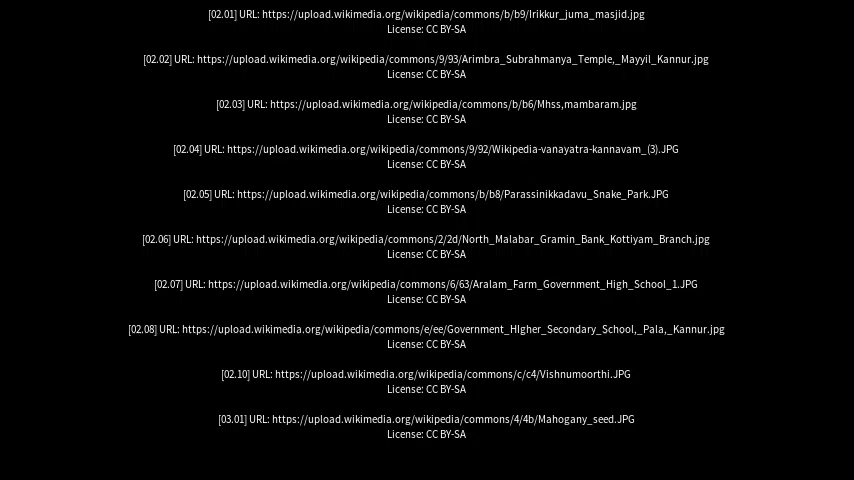 [02.01] URL: https://upload.wikimedia.org/wikipedia/commons/b/b9/Irikkur_juma_masjid.jpg
License: CC BY-SA
[02.02] URL: https://upload.wikimedia.org/wikipedia/commons/9/93/Arimbra_Subrahmanya_Temple,_Mayyil_Kannur.jpg
License: CC BY-SA
[02.03] URL: https://upload.wikimedia.org/wikipedia/commons/b/b6/Mhss,mambaram.jpg
License: CC BY-SA
[02.04] URL: https://upload.wikimedia.org/wikipedia/commons/9/92/Wikipedia-vanayatra-kannavam_(3).JPG
License: CC BY-SA
[02.05] URL: https://upload.wikimedia.org/wikipedia/commons/b/b8/Parassinikkadavu_Snake_Park.JPG
License: CC BY-SA
[02.06] URL: https://upload.wikimedia.org/wikipedia/commons/2/2d/North_Malabar_Gramin_Bank_Kottiyam_Branch.jpg
License: CC BY-SA
[02.07] URL: https://upload.wikimedia.org/wikipedia/commons/6/63/Aralam_Farm_Government_High_School_1.JPG
License: CC BY-SA
[02.08] URL: https://upload.wikimedia.org/wikipedia/commons/e/ee/Government_HIgher_Secondary_School,_Pala,_Kannur.jpg
License: CC BY-SA
[02.10] URL: https://upload.wikimedia.org/wikipedia/commons/c/c4/Vishnumoorthi.JPG
License: CC BY-SA
[03.01] URL: https://upload.wikimedia.org/wikipedia/commons/4/4b/Mahogany_seed.JPG
License: CC BY-SA